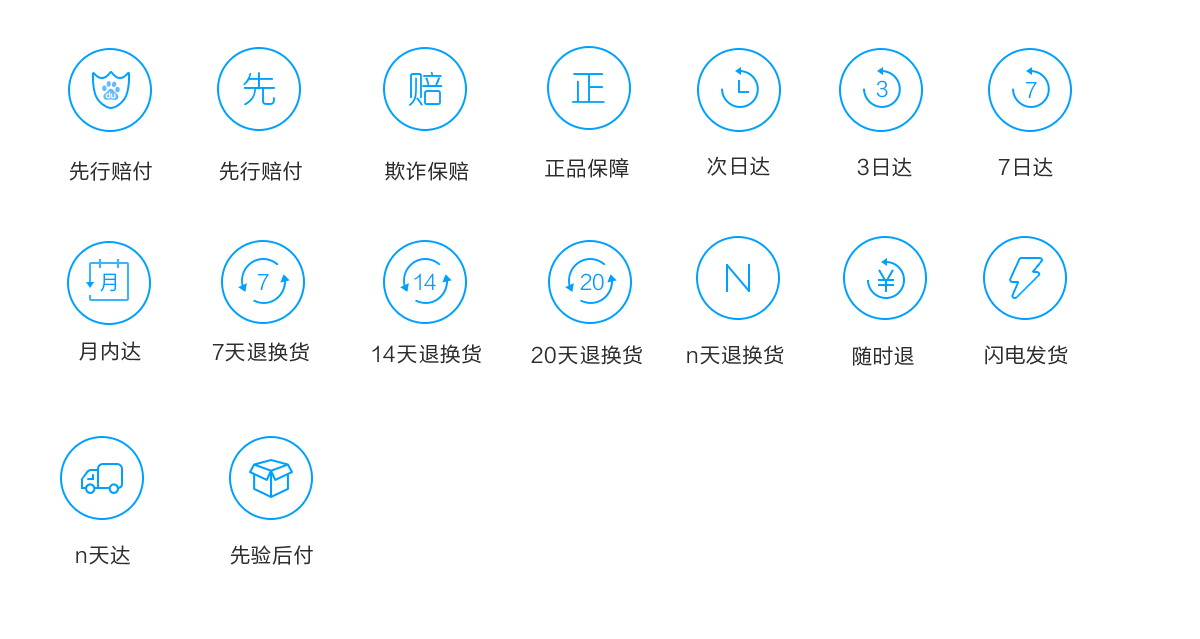 du 先 赔 正 3 7
先行赔付 先行赔付 欺诈保赔 正品保障 次日达 3日达 7日达
月 7 14 20 N ¥
月内达 7天退换货 14天退换货 20天退换货 n天退换货 随时退 闪电发货
n天达 先验后付